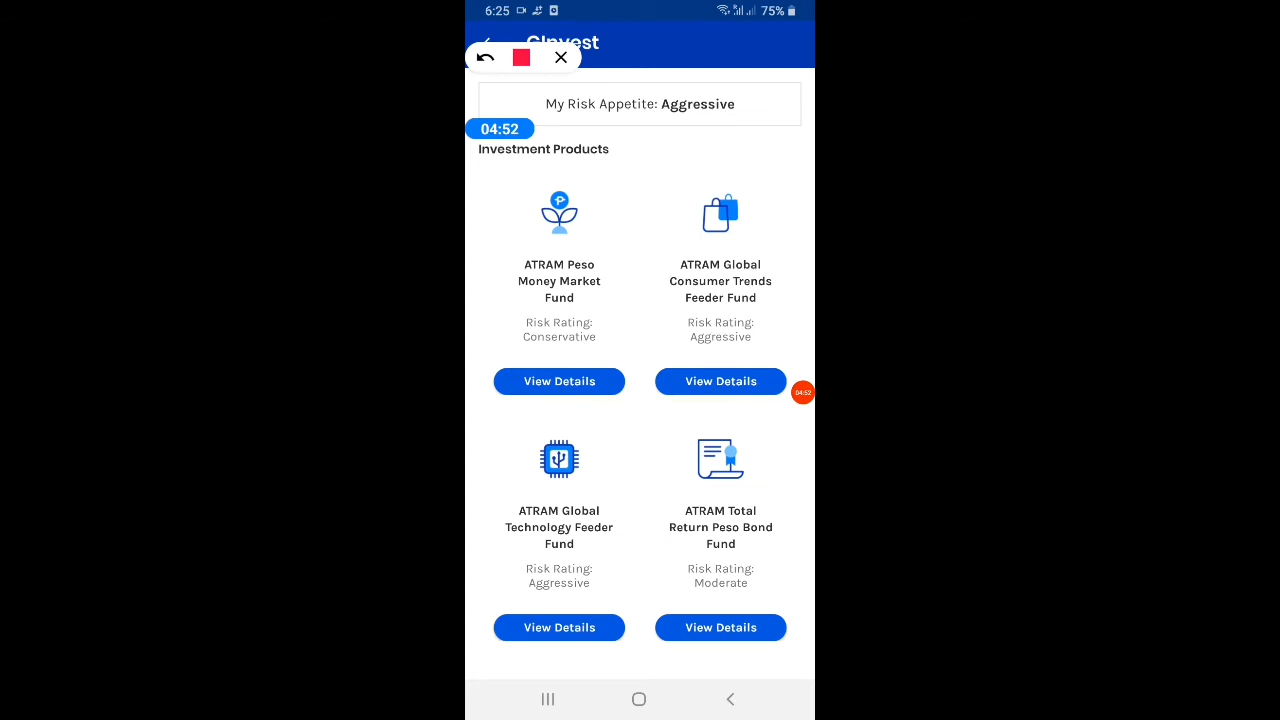 6:25
75%
GInvest
My Risk Appetite: Aggressive
04:52
Investment Products
ATRAM Peso
Money Market
Fund
Risk Rating:
Conservative
View Details
ATRAM Global
Consumer Trends
Feeder Fund
Risk Rating:
Aggressive
View Details
04:52
ATRAM Global
Technology Feeder
Fund
Risk Rating:
Aggressive
View Details
ATRAM Total
Return Peso Bond
Fund
Risk Rating:
Moderate
View Details